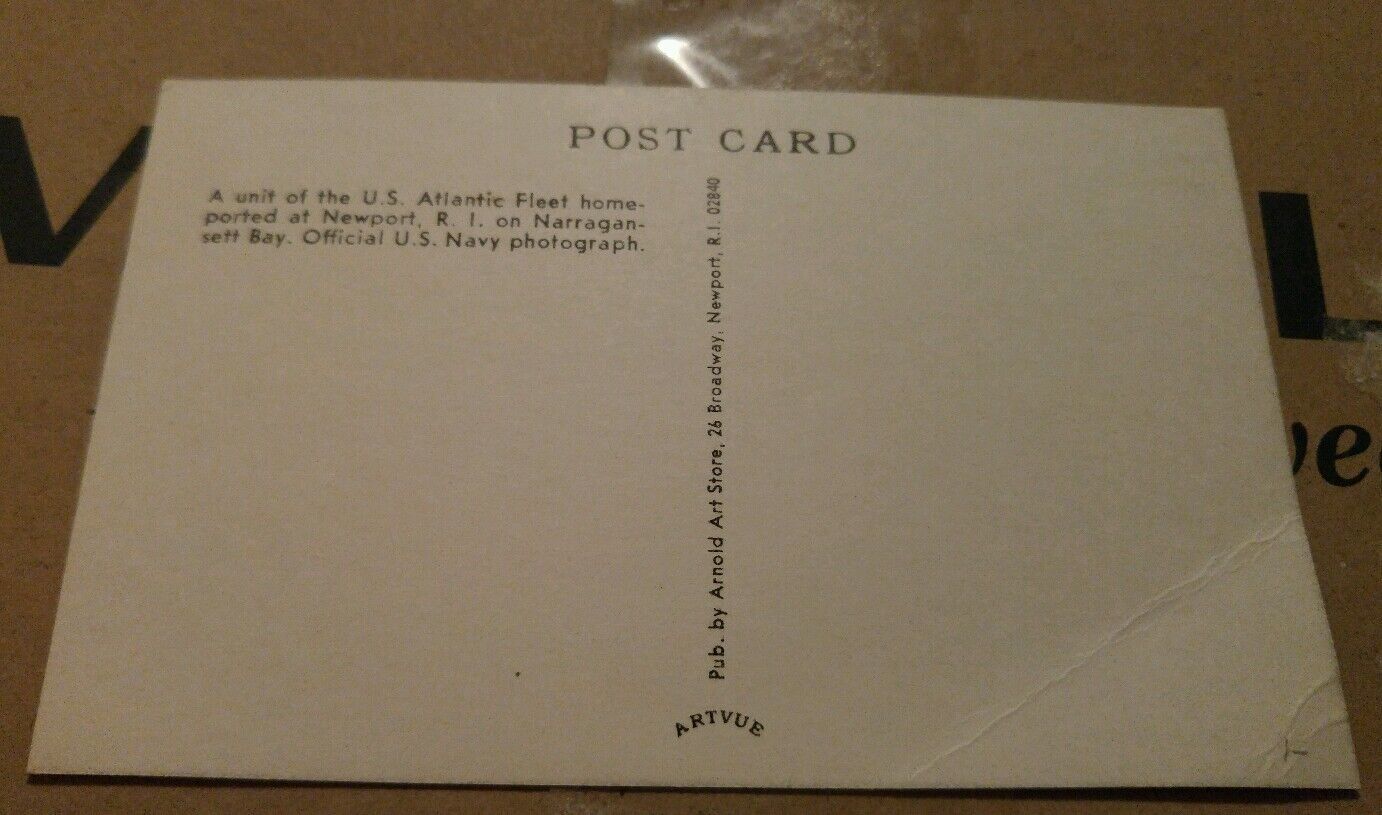 POST CARD
A unit of the U.S. Atlantic Fleet home-
ported at Newport, R. I. on Narragan-
sett Bay. Official U.S. Navy photograph.
Pub. by Arnold Art Store, 26 Broadway, Newport, R.I. 02840
ARTVUE
V
L
ve